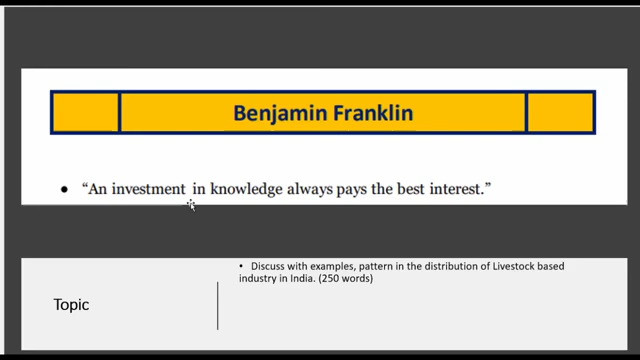 Benjamin Franklin
• “An investment in knowledge always pays the best interest.”
• Discuss with examples, pattern in the distribution of Livestock based
industry in India. (250 words)
Topic